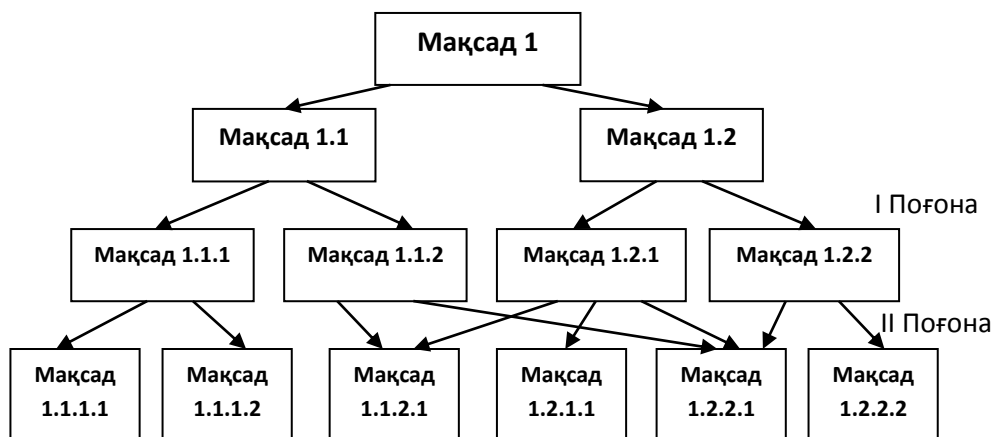 Мақсад 1
Мақсад 1.1
Мақсад 1.2
I Поғона
Мақсад 1.1.1
Мақсад 1.1.2
Мақсад 1.2.1
Мақсад 1.2.2
II Поғона
Мақсад
1.1.1.1
Мақсад
1.1.1.2
Мақсад
1.1.2.1
Мақсад
1.2.1.1
Мақсад
1.2.2.1
Мақсад
1.2.2.2